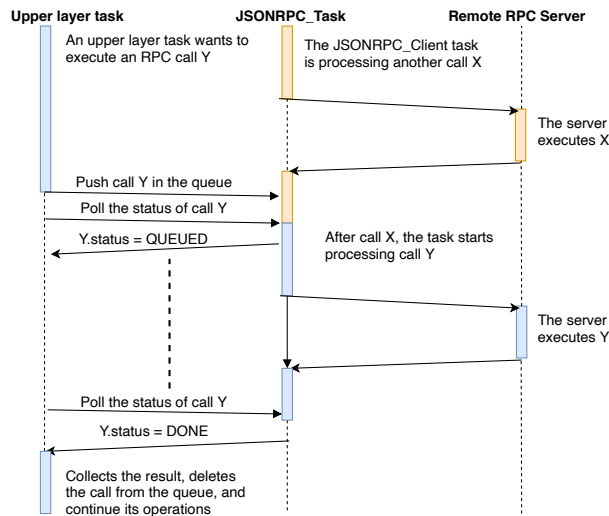 Upper layer task
JSONRPC_Task
Remote RPC Server
An upper layer task wants to
execute an RPC call Y
The JSONRPC_Client task
is processing another call X
The server
executes X
Push call Y in the queue
Poll the status of call Y
Y.status = QUEUED
After call X, the task starts
processing call Y
The server
executes Y
Poll the status of call Y
Y.status = DONE
Collects the result, deletes
the call from the queue, and
continue its operations